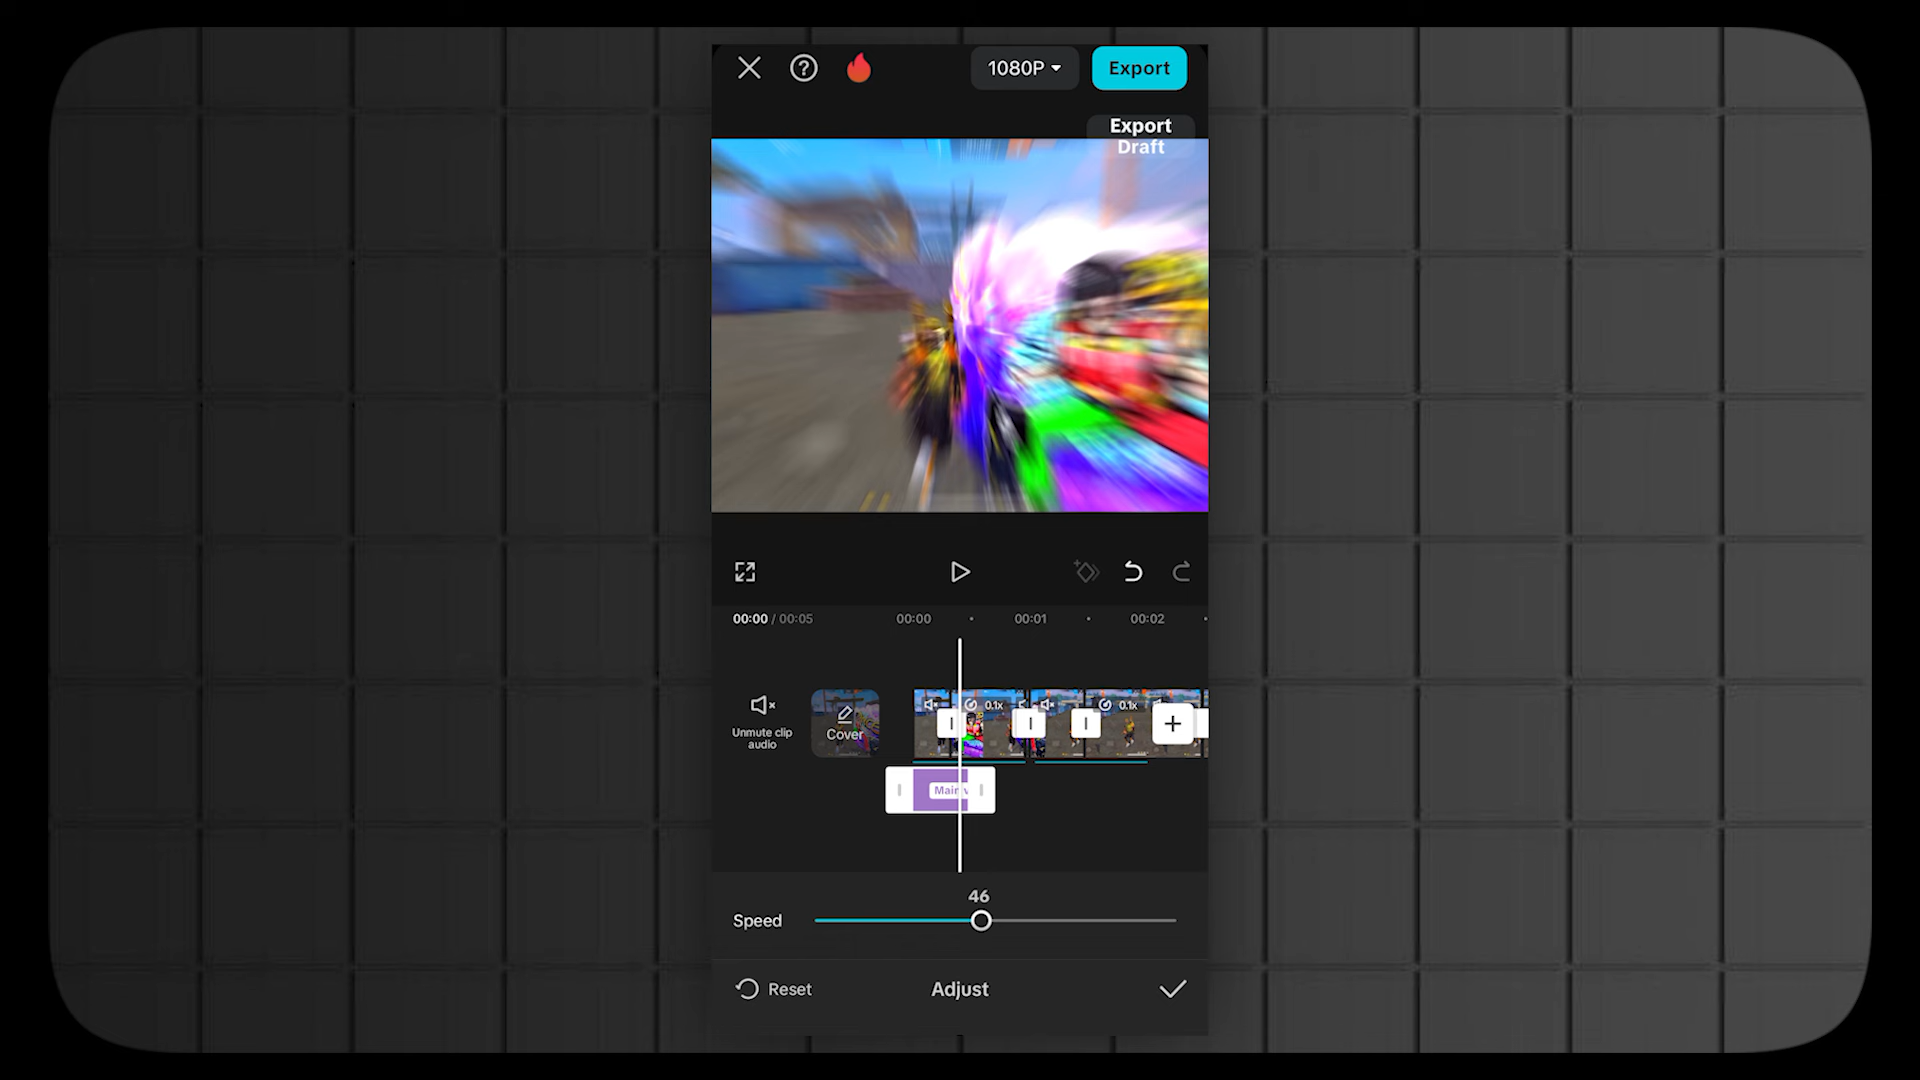 1080P
Export
Export
Draft
00:00 / 00:05
00:00
00:01
00:02
0.1x
0.1x
Unmute clip
audio
Cover
46
Speed
Reset
Adjust